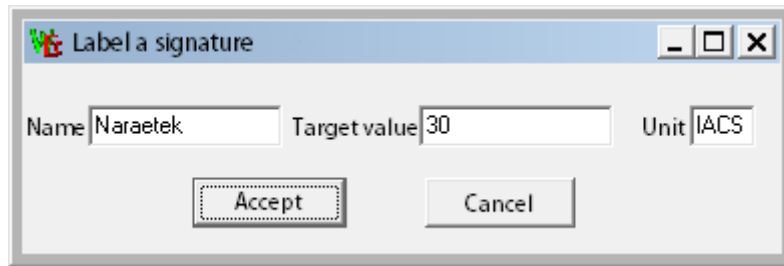 Label a signature
Name Naraetek Target value 30 Unit IACS
Accept Cancel